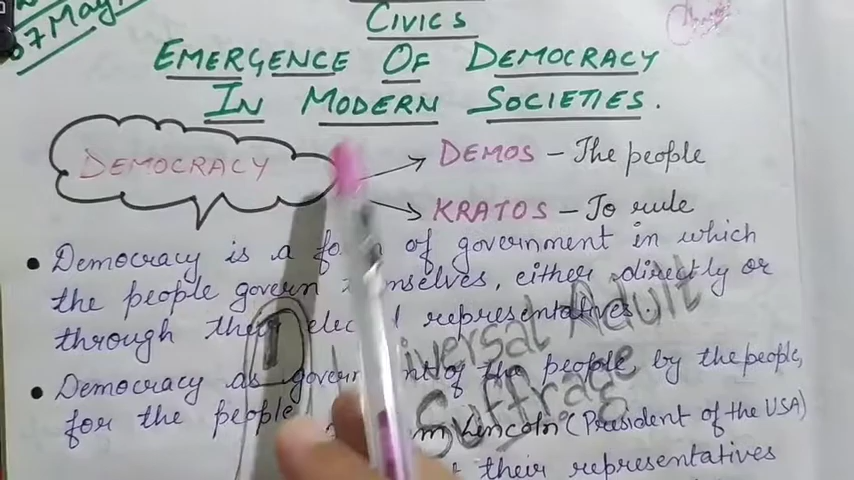 07 May,
CIVICS
EMERGENCE OF DEMOCRACY
IN MODERN SOCIETIES.
DEMOCRACY
DEMOS - The people
KRATOS - To rule
• Democracy is a of government in which
the people govern either directly or
through their representatives.
• Democracy as of the people by the people,
for the people Lincoln (President of the USA)
their representatives
Universal Adult
Suffrage